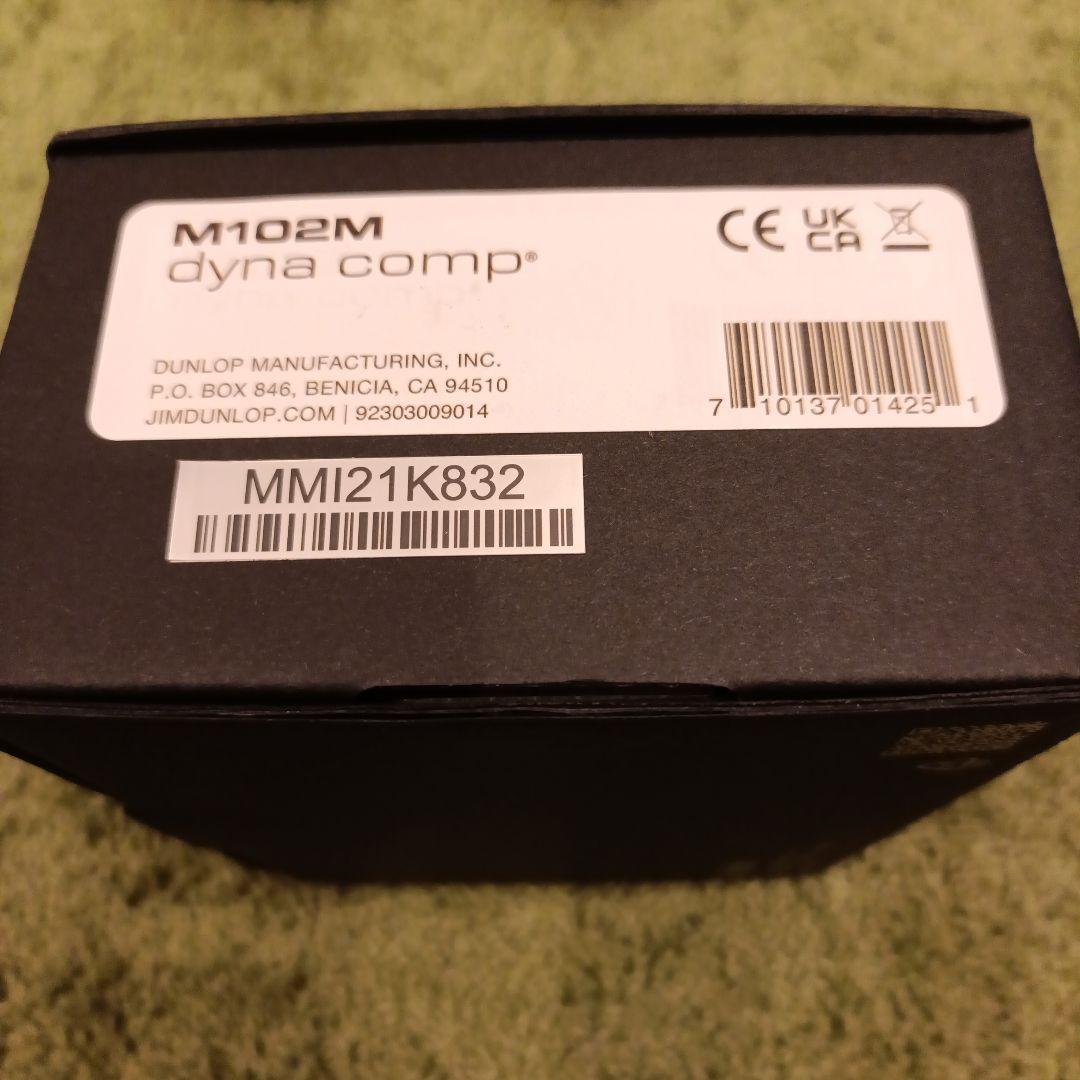 M102M
dyna comp®
CE UK CA
DUNLOP MANUFACTURING, INC.
P.O. BOX 846, BENICIA, CA 94510
JIMDUNLOP.COM | 92303009014
7 10137 01425 1
MMI21K832